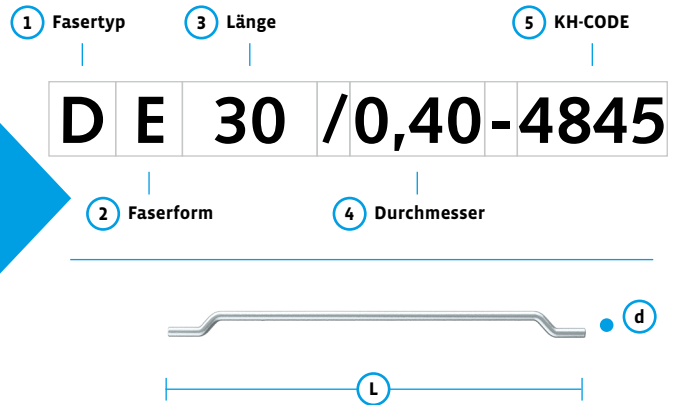 1 Fasertyp 3 Länge 5 KH-CODE
D E 30 /0,40-4845
2 Faserform 4 Durchmesser
d
L